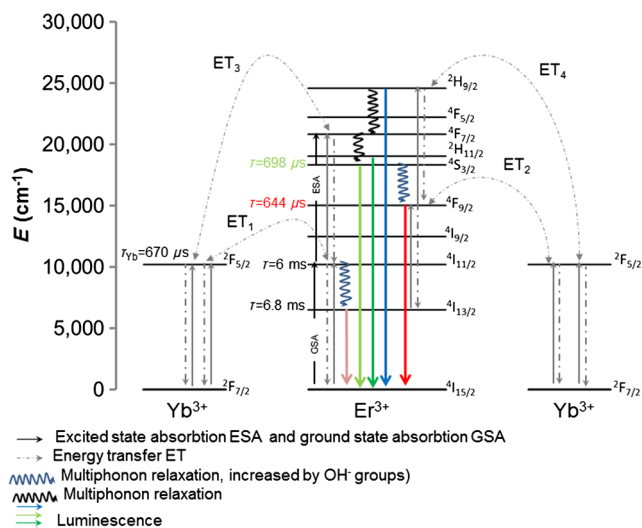 30,000
25,000
20,000
15,000
10,000
5,000
0
E (cm⁻¹)
ET₃
ET₄
ET₁
ET₂
²H₉/₂
⁴F₅/₂
⁴F₇/₂
²H₁₁/₂
⁴S₃/₂
⁴F₉/₂
⁴I₉/₂
⁴I₁₁/₂
⁴I₁₃/₂
⁴I₁₅/₂
τ=698 µs
ESA
τ=644 µs
τYb=670 µs
²F₅/₂
τ=6 ms
τ=6.8 ms
GSA
²F₇/₂
²F₅/₂
²F₇/₂
Yb³⁺
Er³⁺
Yb³⁺
Excited state absorbtion ESA and ground state absorbtion GSA
Energy transfer ET
Multiphonon relaxation, increased by OH⁻ groups)
Multiphonon relaxation
Luminescence